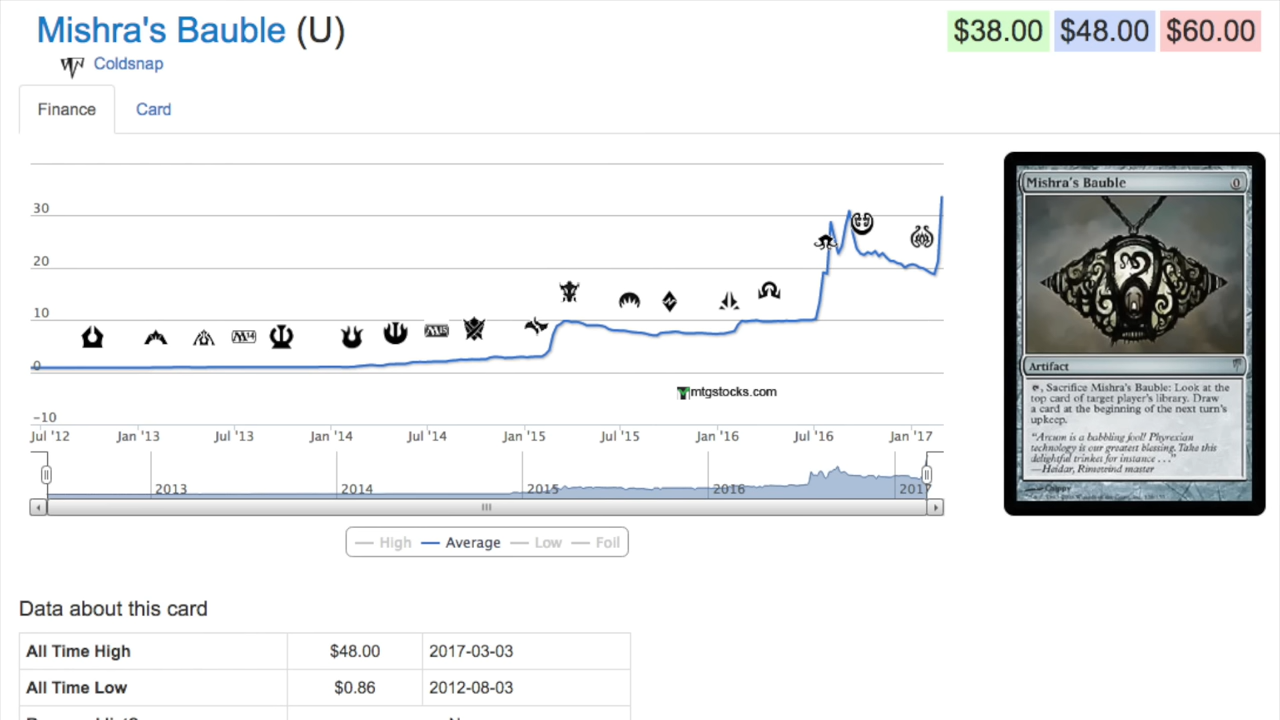 Mishra's Bauble (U)
$38.00 $48.00 $60.00
Coldsnap
Finance Card
30
20
10
0
-10
M14
M15
mtgstocks.com
Jul '12 Jan '13 Jul '13 Jan '14 Jul '14 Jan '15 Jul '15 Jan '16 Jul '16 Jan '17
2013 2014 2015 2016 2017
High Average Low Foil
Mishra's Bauble 0
Artifact
, Sacrifice Mishra's Bauble: Look at the
top card of target player's library. Draw
a card at the beginning of the next turn's
upkeep.
"Arcum is a babbling fool! Phyrexian
technology is our greatest blessing. Take this
delightful trinket for instance . . ."
—Heidar, Rimewind master
Data about this card
All Time High $48.00 2017-03-03
All Time Low $0.86 2012-08-03